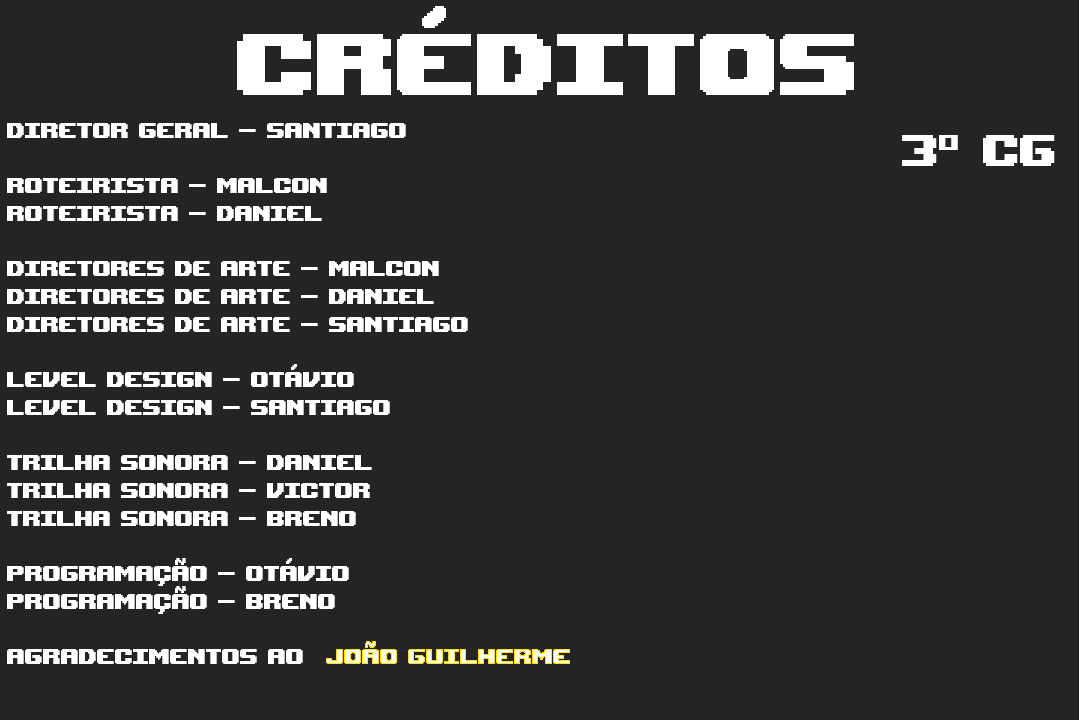 CRÉDITOS
DIRETOR GERAL - SANTIAGO
3º CG
ROTEIRISTA - MALCON
ROTEIRISTA - DANIEL
DIRETORES DE ARTE - MALCON
DIRETORES DE ARTE - DANIEL
DIRETORES DE ARTE - SANTIAGO
LEVEL DESIGN - OTÁVIO
LEVEL DESIGN - SANTIAGO
TRILHA SONORA - DANIEL
TRILHA SONORA - VICTOR
TRILHA SONORA - BRENO
PROGRAMAÇÃO - OTÁVIO
PROGRAMAÇÃO - BRENO
AGRADECIMENTOS AO JOÃO GUILHERME